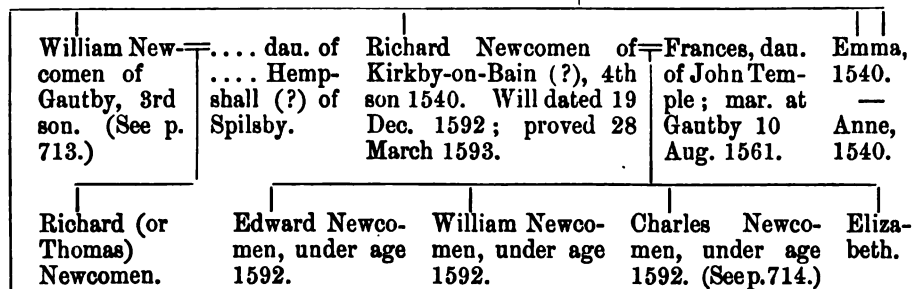 William New-
comen of
Gautby, 3rd
son. (See p.
713.)
. . . . dau. of
. . . . Hemp-
shall (?) of
Spilsby.
Richard Newcomen of
Kirkby-on-Bain (?), 4th
son 1540. Will dated 19
Dec. 1592 ; proved 28
March 1593.
Frances, dau.
of John Tem-
ple ; mar. at
Gautby 10
Aug. 1561.
Emma,
1540.
—
Anne,
1540.
Richard (or
Thomas)
Newcomen.
Edward Newco-
men, under age
1592.
William Newco-
men, under age
1592.
Charles Newco-
men, under age
1592. (See p. 714.)
Eliza-
beth.